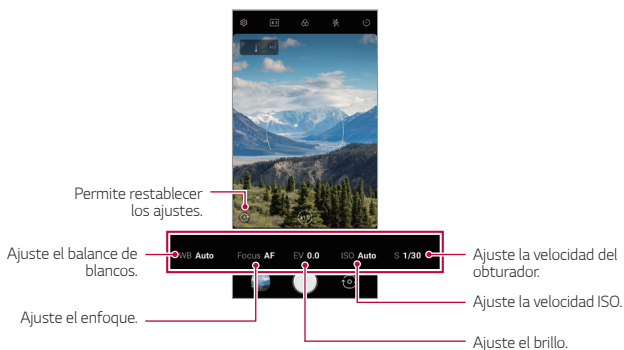 Permite restablecer
los ajustes.
Ajuste el balance de
blancos.
WB Auto
Focus AF
EV 0.0
ISO Auto
S 1/30
Ajuste la velocidad del
obturador.
Ajuste la velocidad ISO.
Ajuste el enfoque.
Ajuste el brillo.